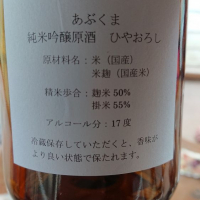 あぶくま
純米吟醸原酒　ひやおろし
原材料名：米（国産）
米麹（国産米）
精米歩合：麹米 50%
掛米 55%
アルコール分：17度
冷蔵保存していただくと、香味が
より良い状態で保たれます。